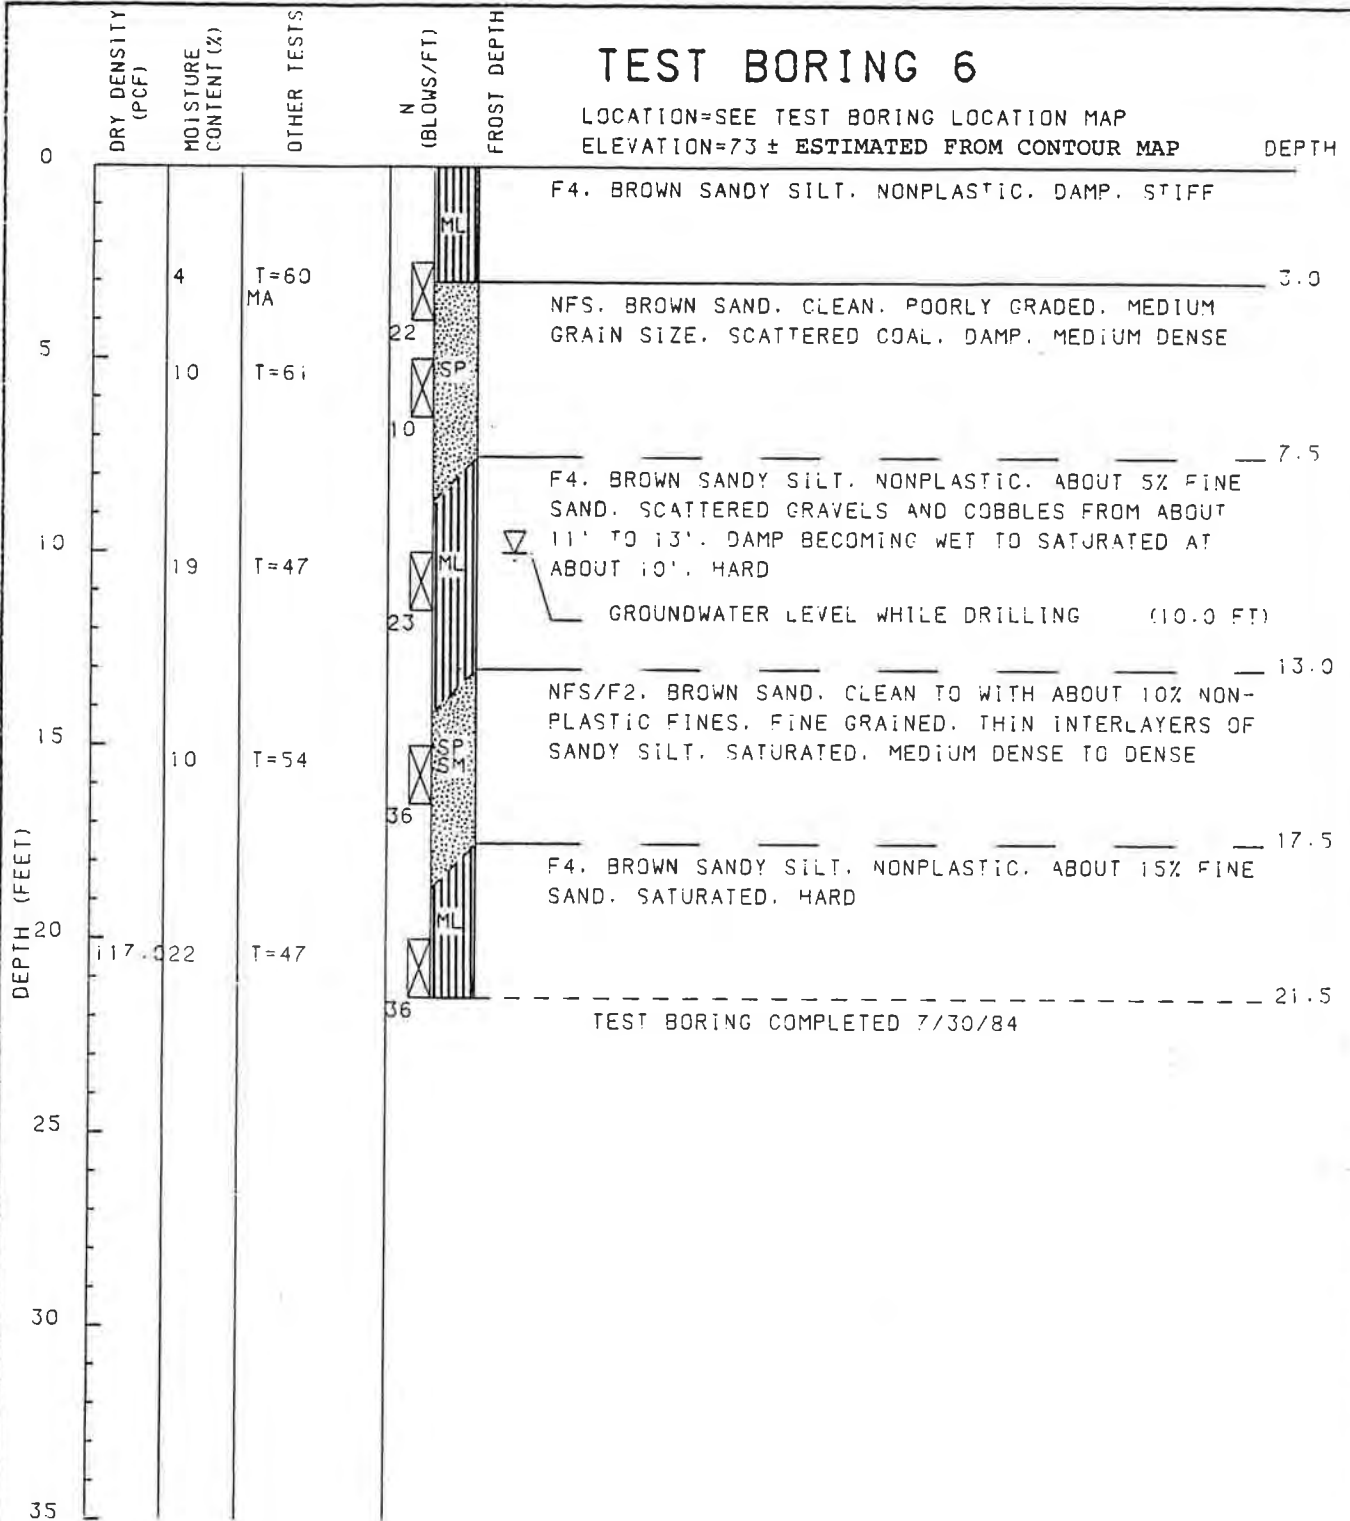 DRY DENSITY
(PCF)
MOISTURE
CONTENT(%)
OTHER TESTS
N
(BLOWS/FT)
FROST DEPTH
TEST BORING 6
LOCATION=SEE TEST BORING LOCATION MAP
ELEVATION=73 ± ESTIMATED FROM CONTOUR MAP
DEPTH
0
F4. BROWN SANDY SILT. NONPLASTIC. DAMP. STIFF
ML
3.0
4 T=60
MA
22
NFS. BROWN SAND. CLEAN. POORLY GRADED. MEDIUM
GRAIN SIZE. SCATTERED COAL. DAMP. MEDIUM DENSE
5
10 T=61
SP
10
7.5
F4. BROWN SANDY SILT. NONPLASTIC. ABOUT 5% FINE
SAND. SCATTERED GRAVELS AND COBBLES FROM ABOUT
11' TO 13'. DAMP BECOMING WET TO SATURATED AT
ABOUT 10'. HARD
10
19 T=47
ML
23
GROUNDWATER LEVEL WHILE DRILLING (10.0 FT)
13.0
NFS/F2. BROWN SAND. CLEAN TO WITH ABOUT 10% NON-
PLASTIC FINES. FINE GRAINED. THIN INTERLAYERS OF
SANDY SILT. SATURATED. MEDIUM DENSE TO DENSE
15
10 T=54
SP
SM
36
17.5
F4. BROWN SANDY SILT. NONPLASTIC. ABOUT 15% FINE
SAND. SATURATED. HARD
DEPTH (FEET)
20
117.0 22 T=47
ML
36
21.5
TEST BORING COMPLETED 7/30/84
25
30
35